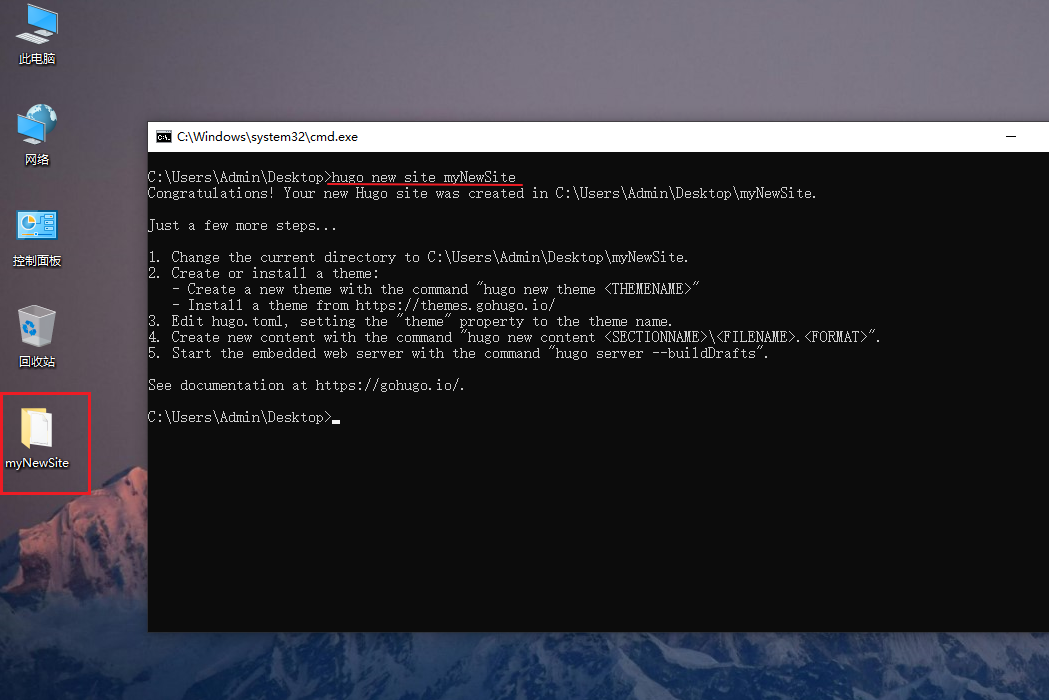 此电脑
网络
控制面板
回收站
myNewSite
C:\Windows\system32\cmd.exe
C:\Users\Admin\Desktop>hugo new site myNewSite
Congratulations! Your new Hugo site was created in C:\Users\Admin\Desktop\myNewSite.
Just a few more steps...
1. Change the current directory to C:\Users\Admin\Desktop\myNewSite.
2. Create or install a theme:
   - Create a new theme with the command "hugo new theme <THEMENAME>"
   - Install a theme from https://themes.gohugo.io/
3. Edit hugo.toml, setting the "theme" property to the theme name.
4. Create new content with the command "hugo new content <SECTIONNAME>\<FILENAME>.<FORMAT>".
5. Start the embedded web server with the command "hugo server --buildDrafts".
See documentation at https://gohugo.io/.
C:\Users\Admin\Desktop>